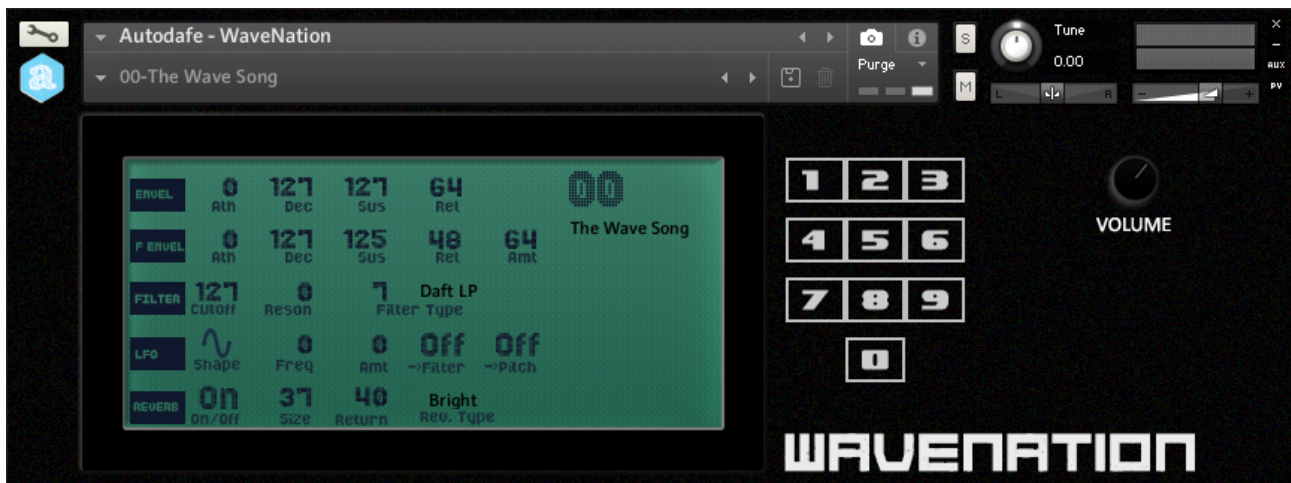 Autodafe - WaveNation
S
Tune
0.00
x
–
AUX
PV
a
00-The Wave Song
Purge
M
L
R
-
+
ENVEL 0 127 127 64 00
Atk Dec Sus Rel
The Wave Song
F ENVEL 0 127 125 48 64
Atk Dec Sus Rel Amt
FILTER 127 0 7 Daft LP
Cutoff Reson Filter Type
LFO 0 0 Off Off
Shape Freq Amt ->Filter ->Pitch
REVERB On 37 40 Bright
On/Off Size Return Rev. Type
1 2 3
4 5 6
7 8 9
0
VOLUME
WAVENATION